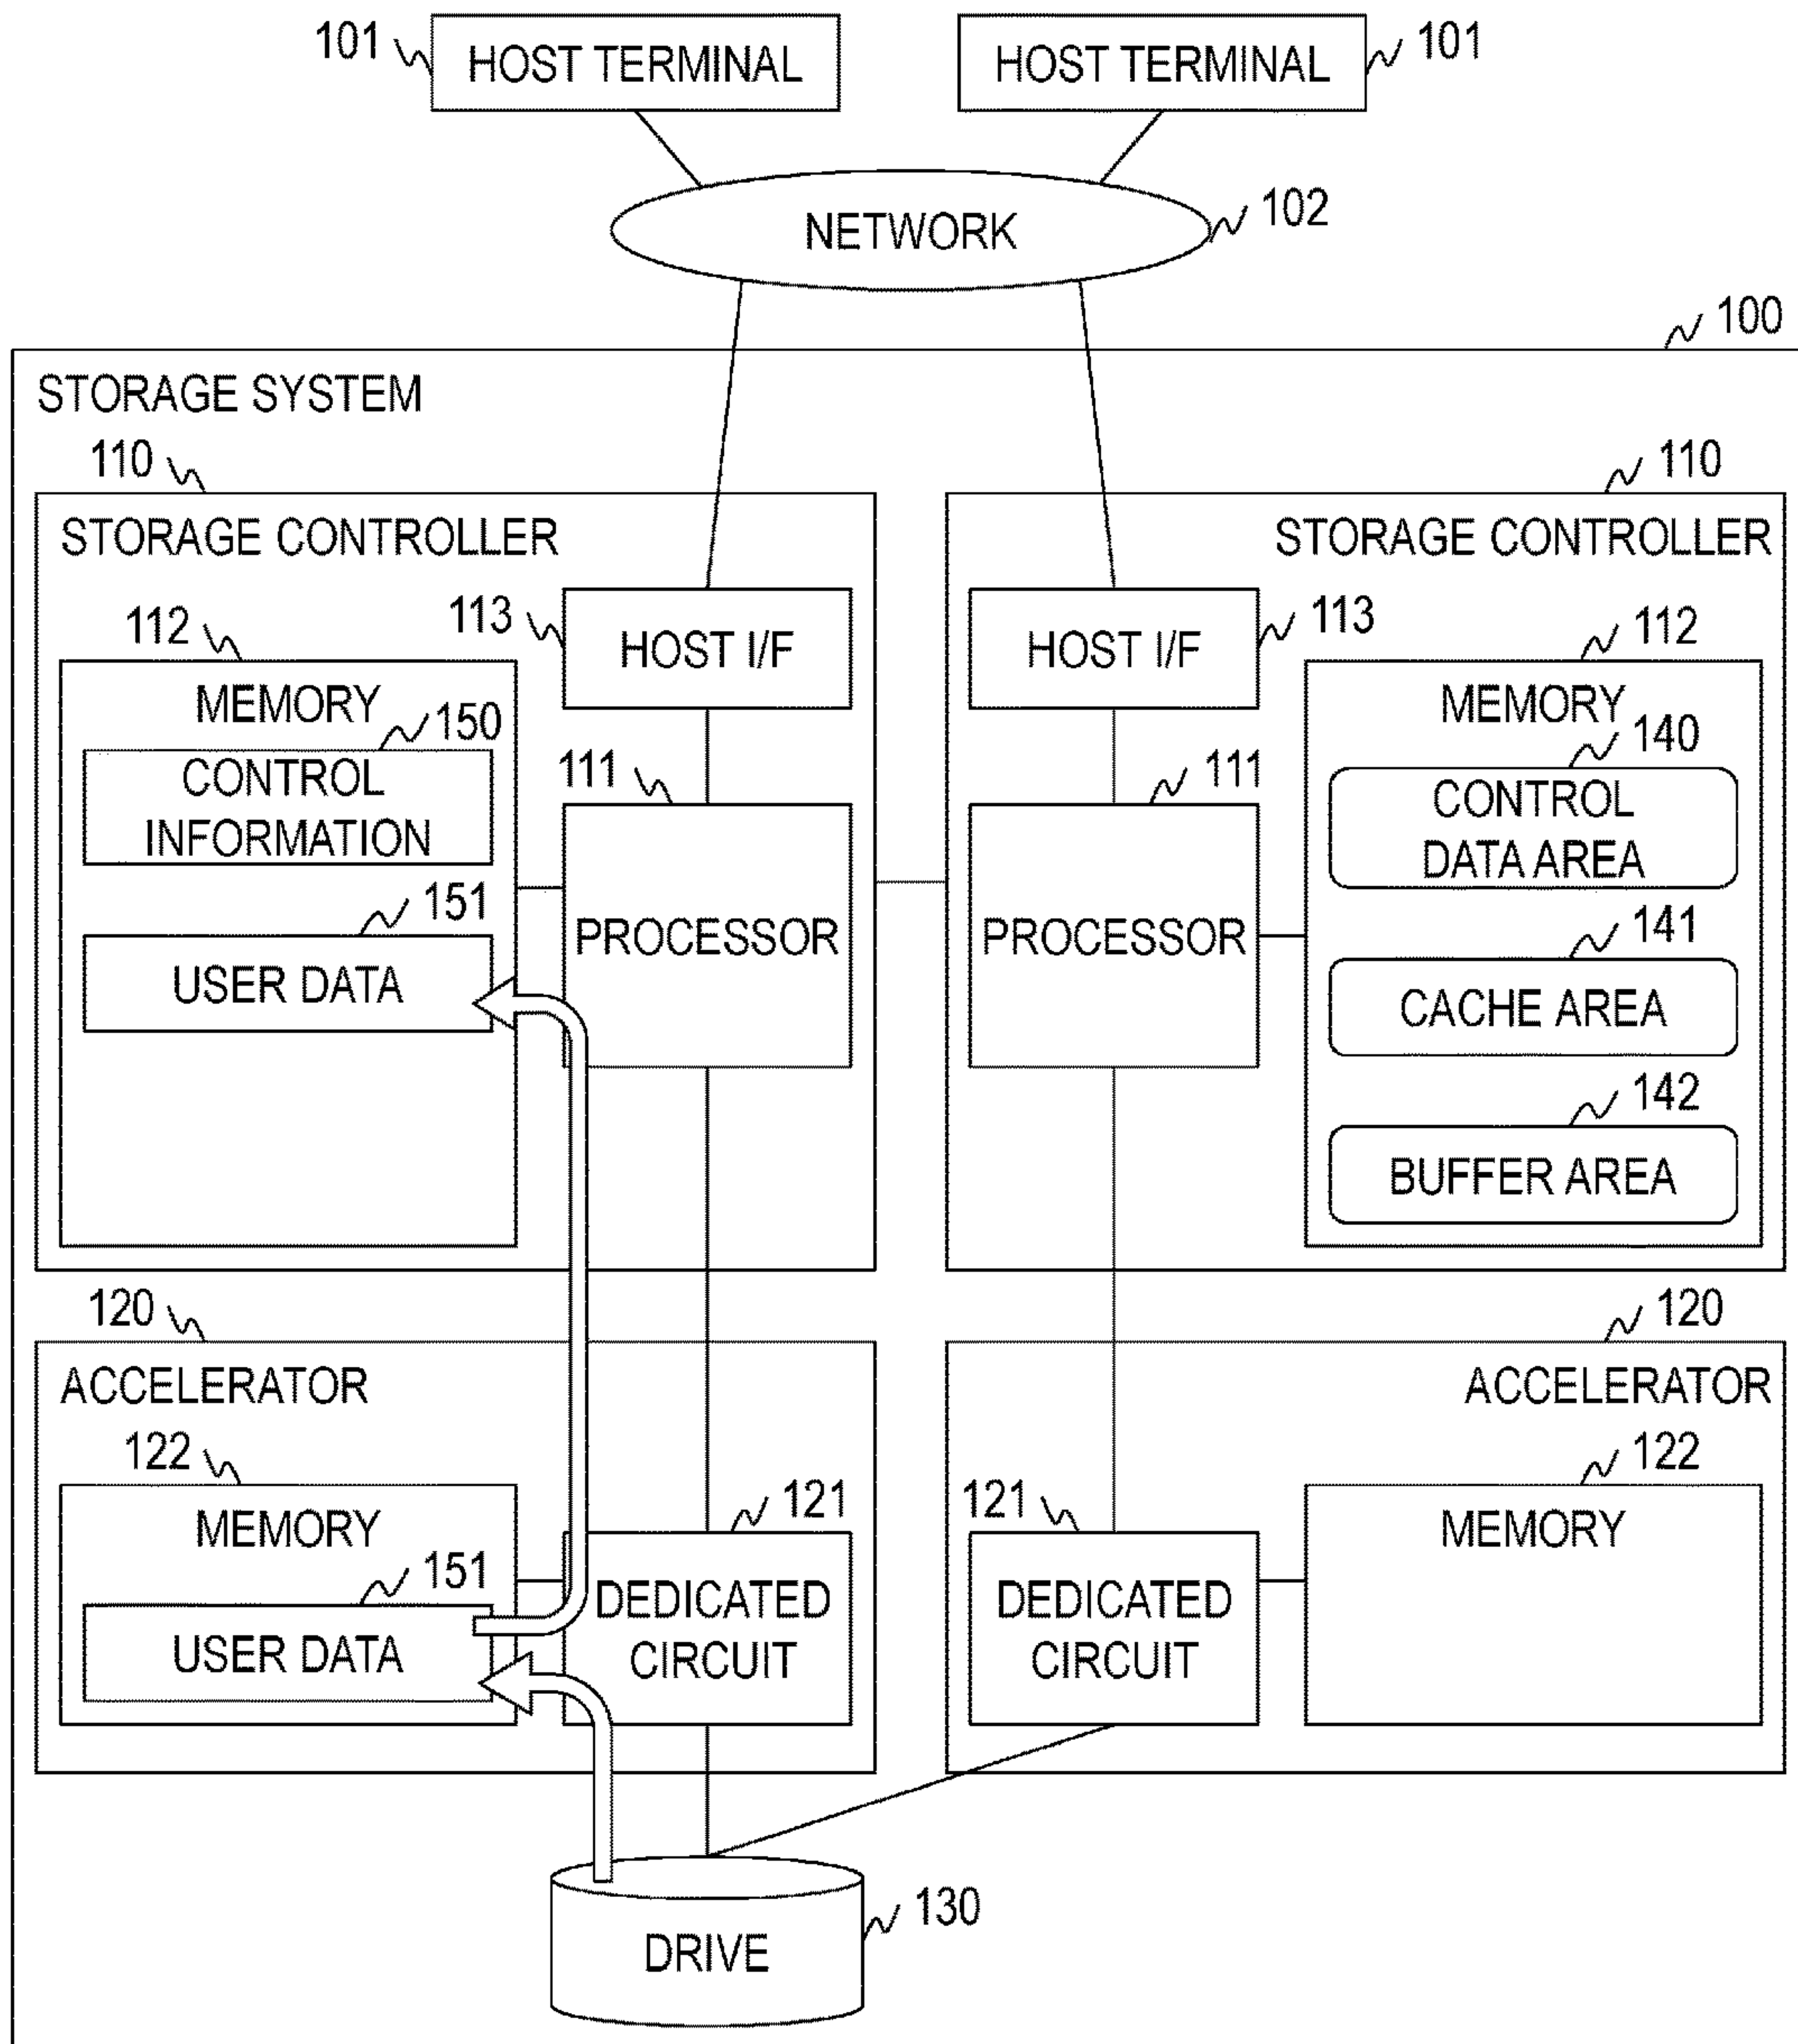 101 HOST TERMINAL HOST TERMINAL 101
NETWORK 102
100
STORAGE SYSTEM
110 110
STORAGE CONTROLLER STORAGE CONTROLLER
112 113 HOST I/F HOST I/F 113 112
MEMORY MEMORY
150 140
CONTROL
INFORMATION
111 111
CONTROL
DATA AREA
151 141
USER DATA PROCESSOR PROCESSOR CACHE AREA
142
BUFFER AREA
120 120
ACCELERATOR ACCELERATOR
122 122
MEMORY 121 121 MEMORY
151
USER DATA
DEDICATED
CIRCUIT
DEDICATED
CIRCUIT
130
DRIVE